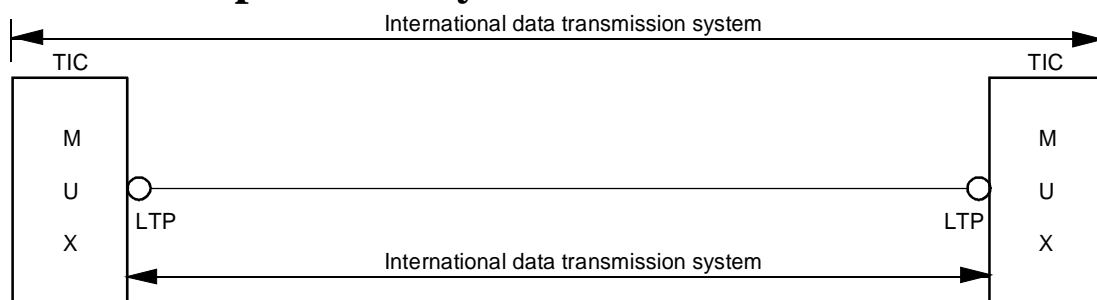 International data transmission system
TIC TIC
M M
U U
LTP LTP
X X
International data transmission system